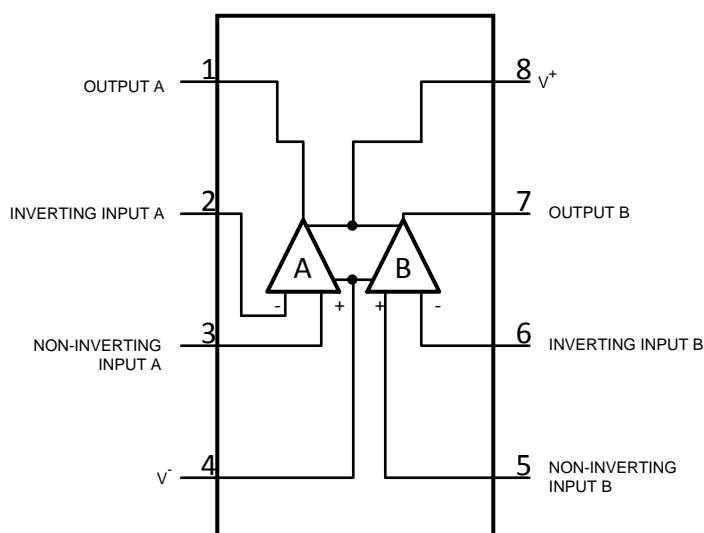 1
OUTPUT A
8
V+
2
INVERTING INPUT A
7
OUTPUT B
A
B
-
+
+
-
3
NON-INVERTING
INPUT A
6
INVERTING INPUT B
4
V-
5
NON-INVERTING
INPUT B